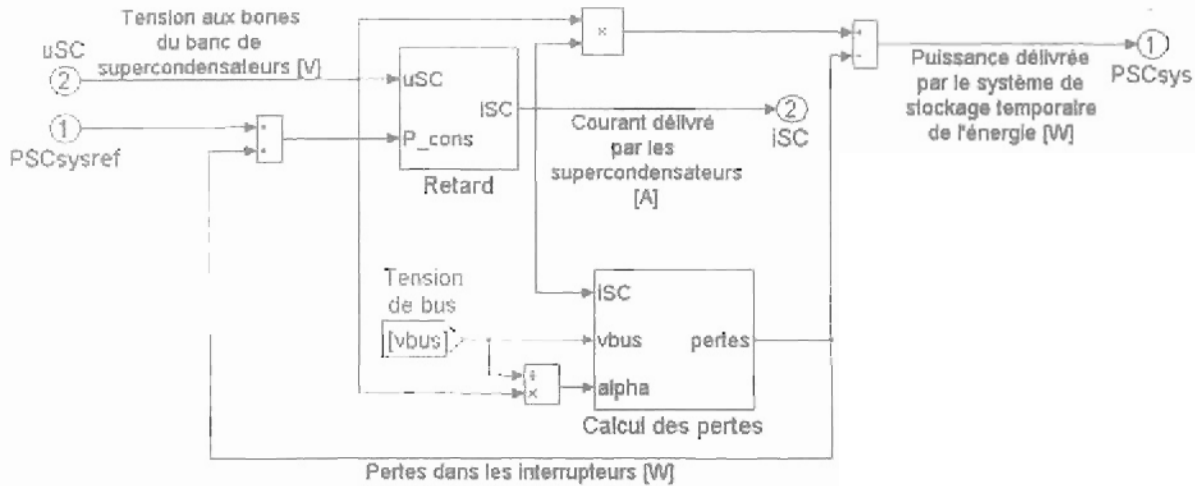 Tension aux bones
du banc de
supercondensateurs [V]
uSC
2
1
PSCsysref
uSC
P_cons
iSC
Retard
×
Courant délivré
par les
supercondensateurs
[A]
2
iSC
1
PSCsys
Puissance délivrée
par le système de
stockage temporaire
de l'énergie [W]
Tension
de bus
[vbus]
÷
×
iSC
vbus
alpha
pertes
Calcul des pertes
Pertes dans les interrupteurs [W]